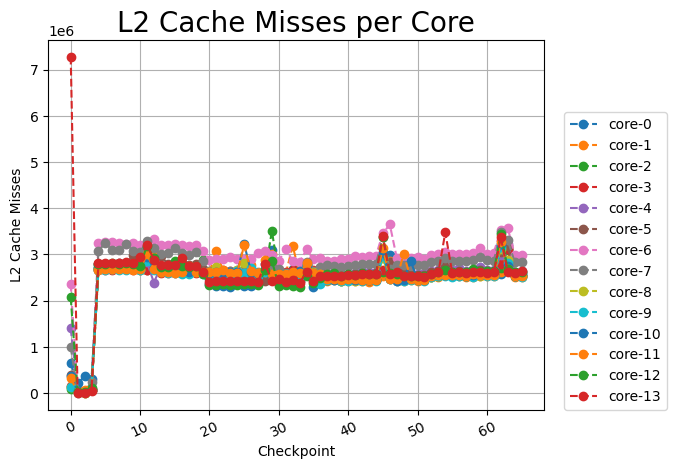 L2 Cache Misses per Core
1e6
7
6
5
4
3
2
1
0
L2 Cache Misses
0 10 20 30 40 50 60
Checkpoint
core-0
core-1
core-2
core-3
core-4
core-5
core-6
core-7
core-8
core-9
core-10
core-11
core-12
core-13